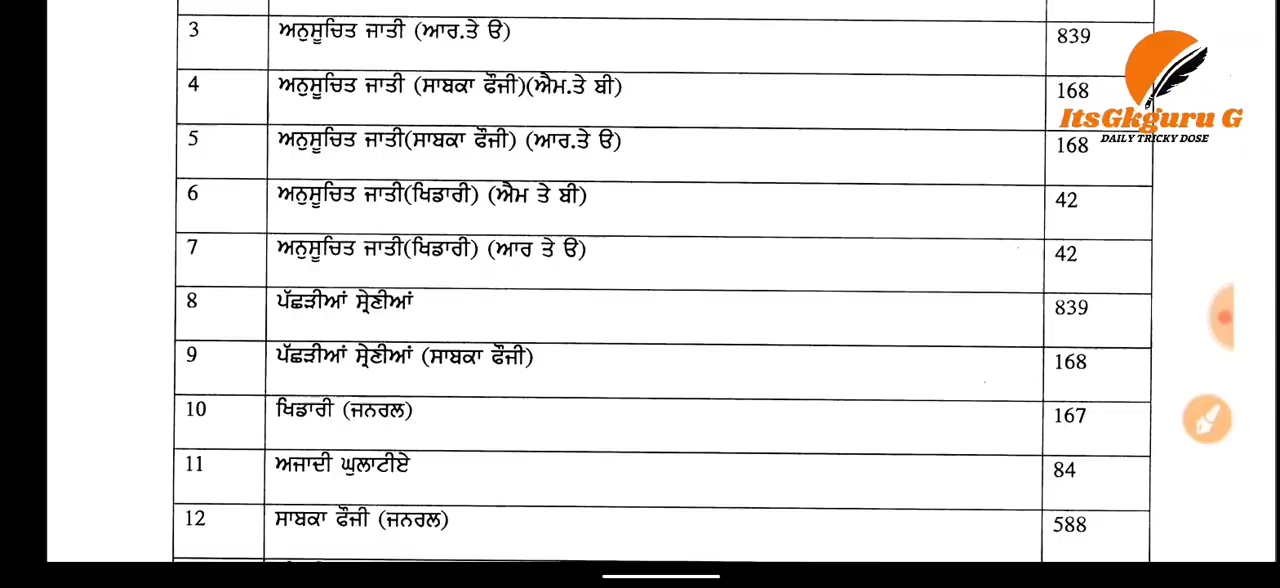 3 ਅਨੁਸੂਚਿਤ ਜਾਤੀ (ਆਰ.ਤੇ ੳ) 839
4 ਅਨੁਸੂਚਿਤ ਜਾਤੀ (ਸਾਬਕਾ ਫੌਜੀ)(ਐਮ.ਤੇ ਬੀ) 168
5 ਅਨੁਸੂਚਿਤ ਜਾਤੀ(ਸਾਬਕਾ ਫੌਜੀ) (ਆਰ.ਤੇ ੳ) 168
6 ਅਨੁਸੂਚਿਤ ਜਾਤੀ(ਖਿਡਾਰੀ) (ਐਮ ਤੇ ਬੀ) 42
7 ਅਨੁਸੂਚਿਤ ਜਾਤੀ(ਖਿਡਾਰੀ) (ਆਰ ਤੇ ੳ) 42
8 ਪੱਛੜੀਆਂ ਸ੍ਰੇਣੀਆਂ 839
9 ਪੱਛੜੀਆਂ ਸ੍ਰੇਣੀਆਂ (ਸਾਬਕਾ ਫੌਜੀ) 168
10 ਖਿਡਾਰੀ (ਜਨਰਲ) 167
11 ਅਜਾਦੀ ਘੁਲਾਟੀਏ 84
12 ਸਾਬਕਾ ਫੌਜੀ (ਜਨਰਲ) 588
ItsGkguru G
DAILY TRICKY DOSE